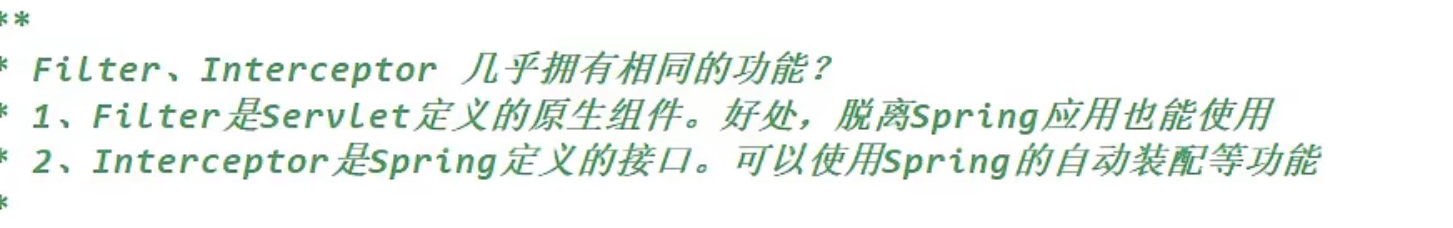 **
* Filter、Interceptor 几乎拥有相同的功能？
* 1、Filter是Servlet定义的原生组件。好处，脱离Spring应用也能使用
* 2、Interceptor是Spring定义的接口。可以使用Spring的自动装配等功能
*